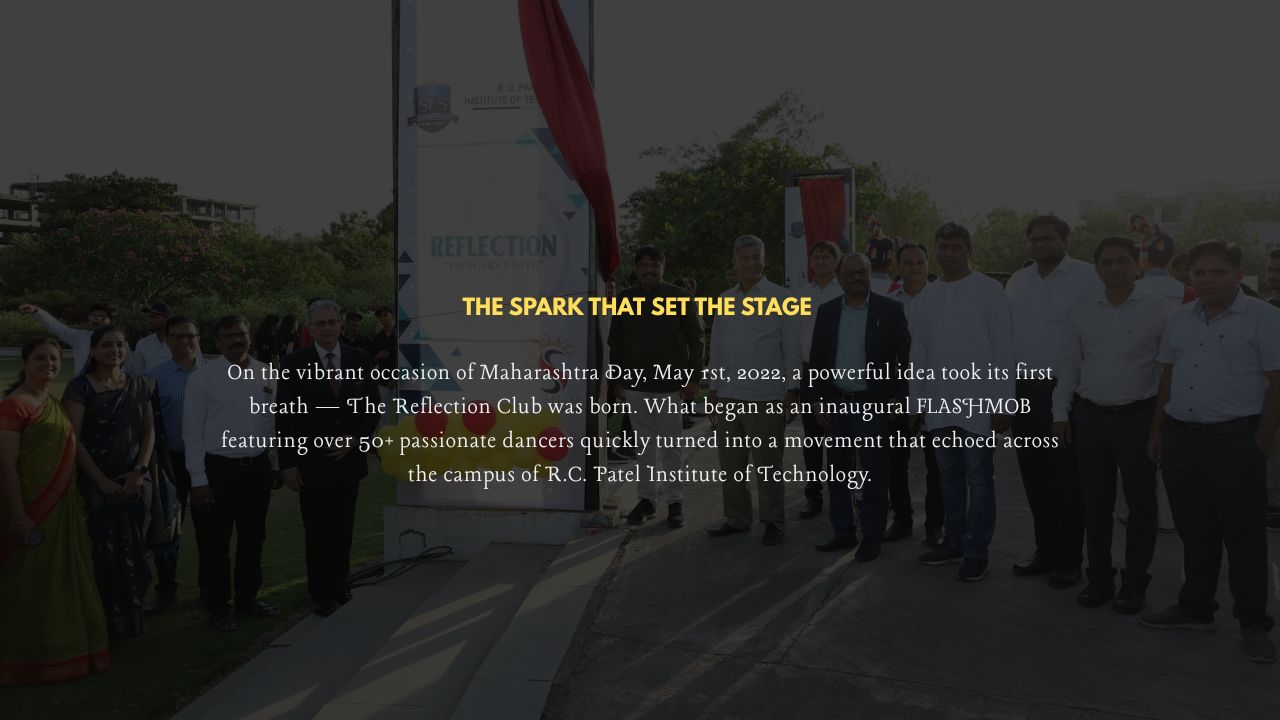 SES
R. C. PAT
INSTITUTE OF TEC
REFLECTION
"DANCERS UNITE"
THE SPARK THAT SET THE STAGE
On the vibrant occasion of Maharashtra Day, May 1st, 2022, a powerful idea took its first
breath — The Reflection Club was born. What began as an inaugural FLASHMOB
featuring over 50+ passionate dancers quickly turned into a movement that echoed across
the campus of R.C. Patel Institute of Technology.